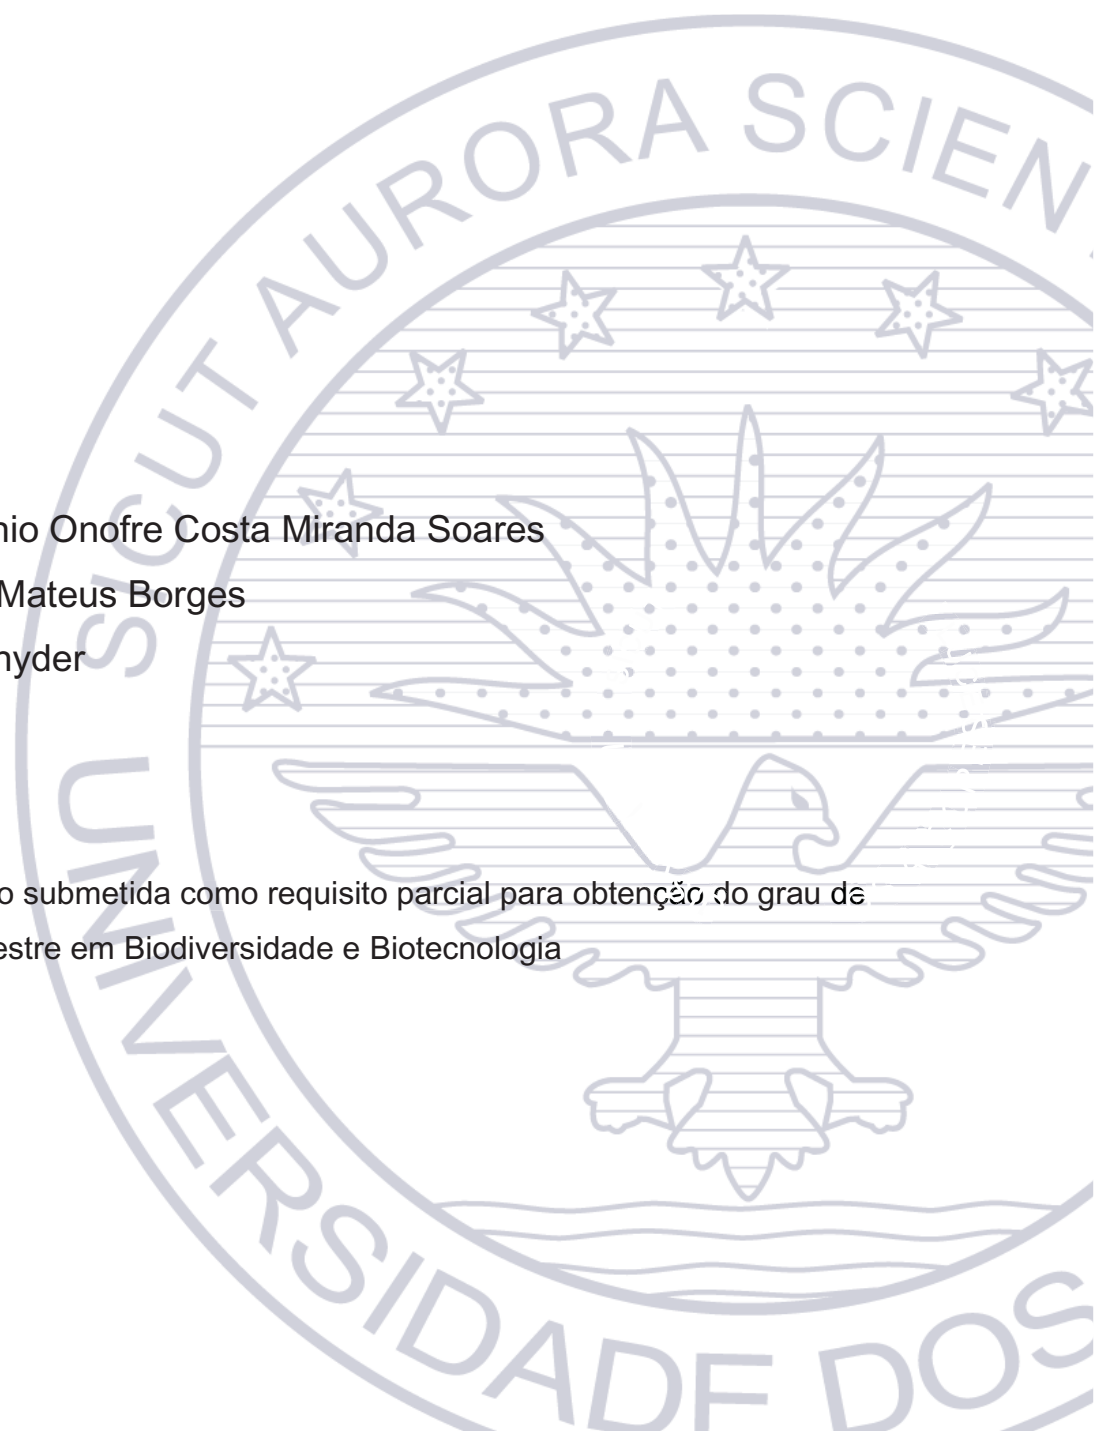 SICUT AURORA SCIEN
nio Onofre Costa Miranda Soares
Mateus Borges
nyder
o submetida como requisito parcial para obtenção do grau de
estre em Biodiversidade e Biotecnologia
UNIVERSIDADE DOS